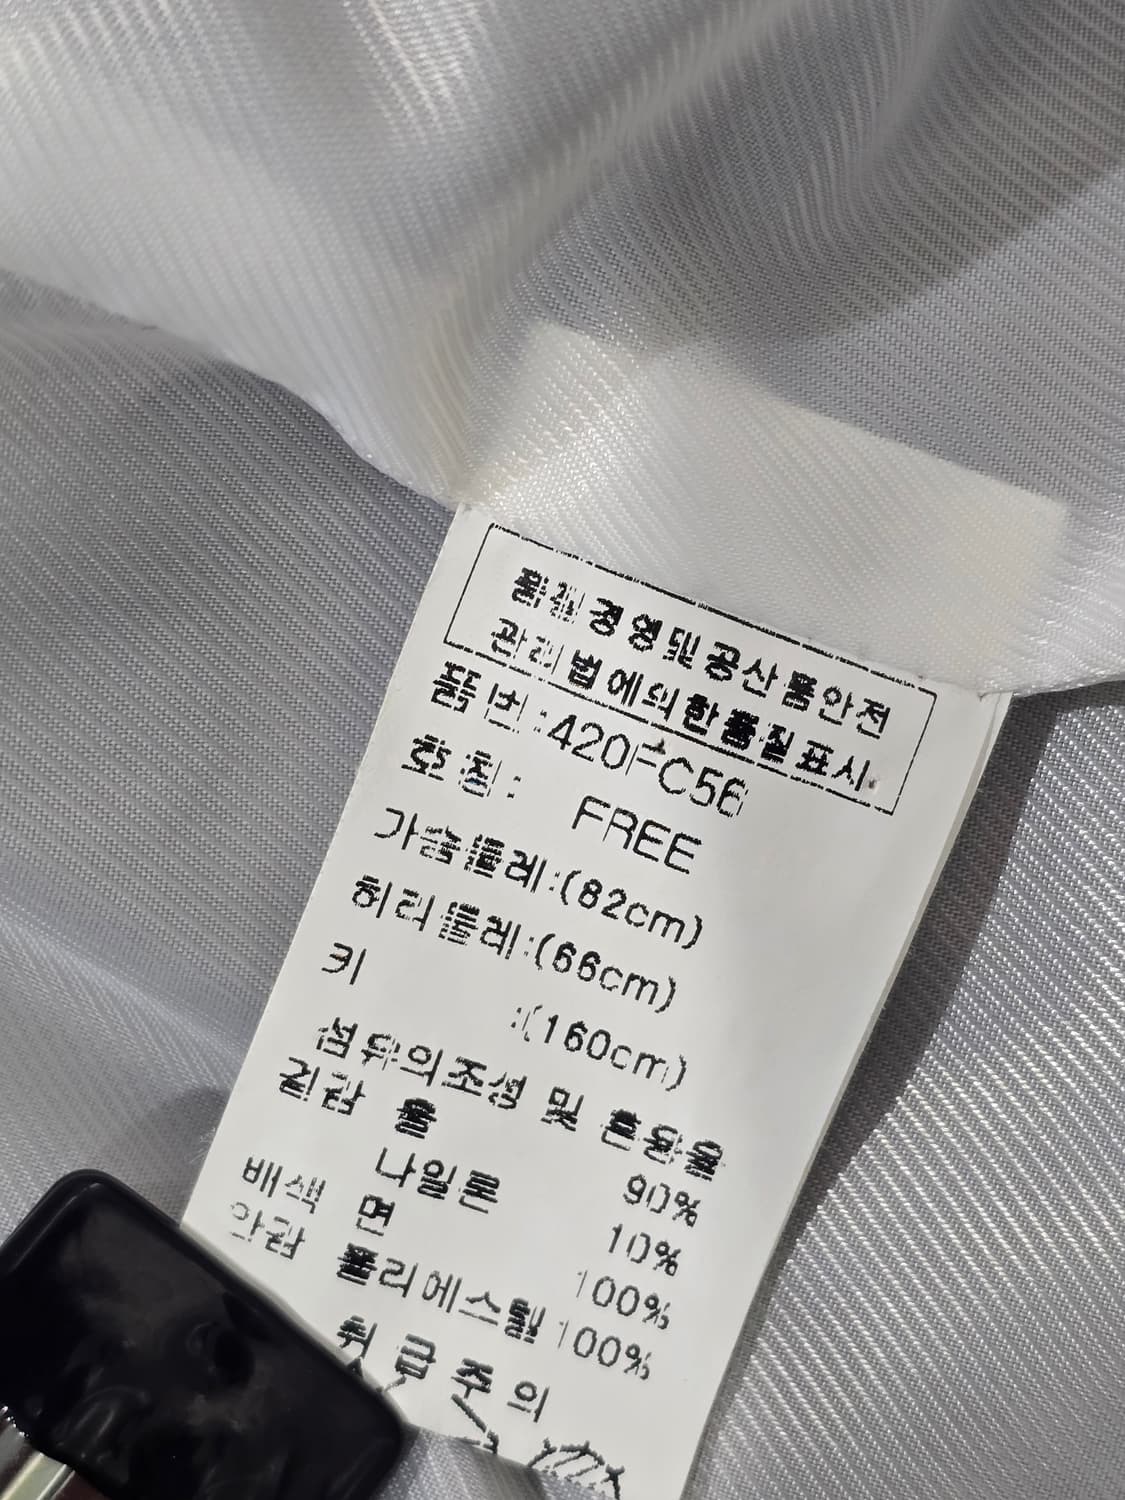 품질경영및공산품안전
관리법에의한품질표시.
품번:420F-C56
호칭: FREE
가슴둘레:(82cm)
허리둘레:(66cm)
키 :(160cm)
섬유의조성 및 혼용율
겉감 울 90%
나일론 10%
배색 면 100%
안감 폴리에스텔 100%
취급주의